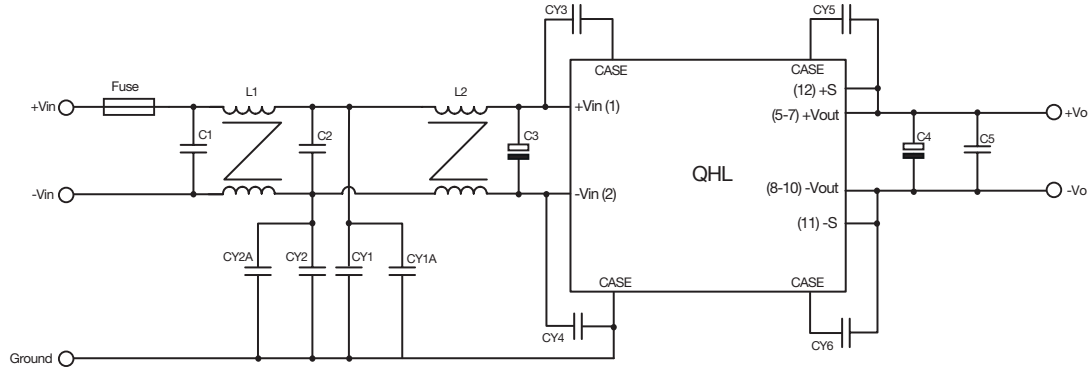 CY3
CY5
CASE
CASE
Fuse
L1
L2
(12) +S
+Vin
+Vin (1)
(5-7) +Vout
+Vo
C1
C2
C3
C4
C5
QHL
-Vin
-Vin (2)
(8-10) -Vout
-Vo
(11) -S
CY2A
CY2
CY1
CY1A
CASE
CASE
CY4
CY6
Ground